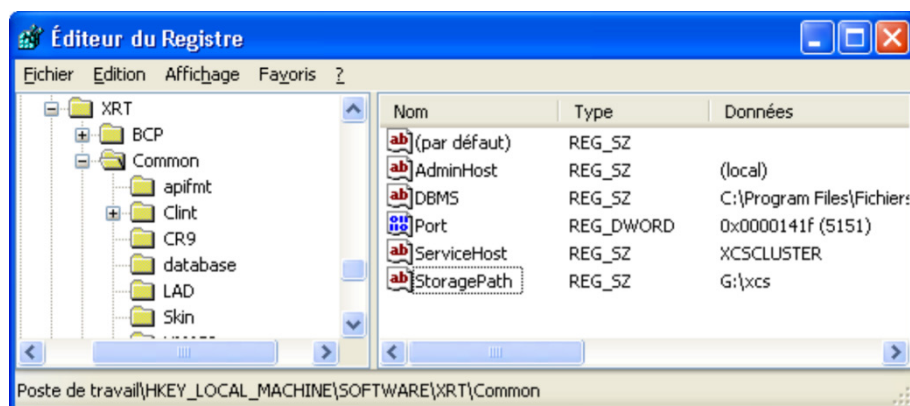 Éditeur du Registre
Fichier Edition Affichage Favoris ?
XRT
BCP
Common
apifmt
Clint
CR9
database
LAD
Skin
Nom Type Données
(par défaut) REG_SZ
AdminHost REG_SZ (local)
DBMS REG_SZ C:\Program Files\Fichiers
Port REG_DWORD 0x0000141f (5151)
ServiceHost REG_SZ XCSCLUSTER
StoragePath REG_SZ G:\xcs
Poste de travail\HKEY_LOCAL_MACHINE\SOFTWARE\XRT\Common